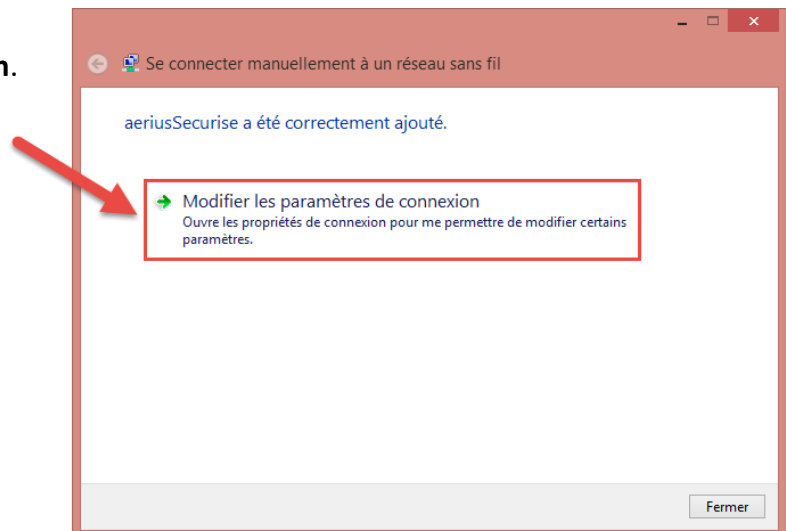 n.
Se connecter manuellement à un réseau sans fil
aeriusSecurise a été correctement ajouté.
Modifier les paramètres de connexion
Ouvre les propriétés de connexion pour me permettre de modifier certains
paramètres.
Fermer